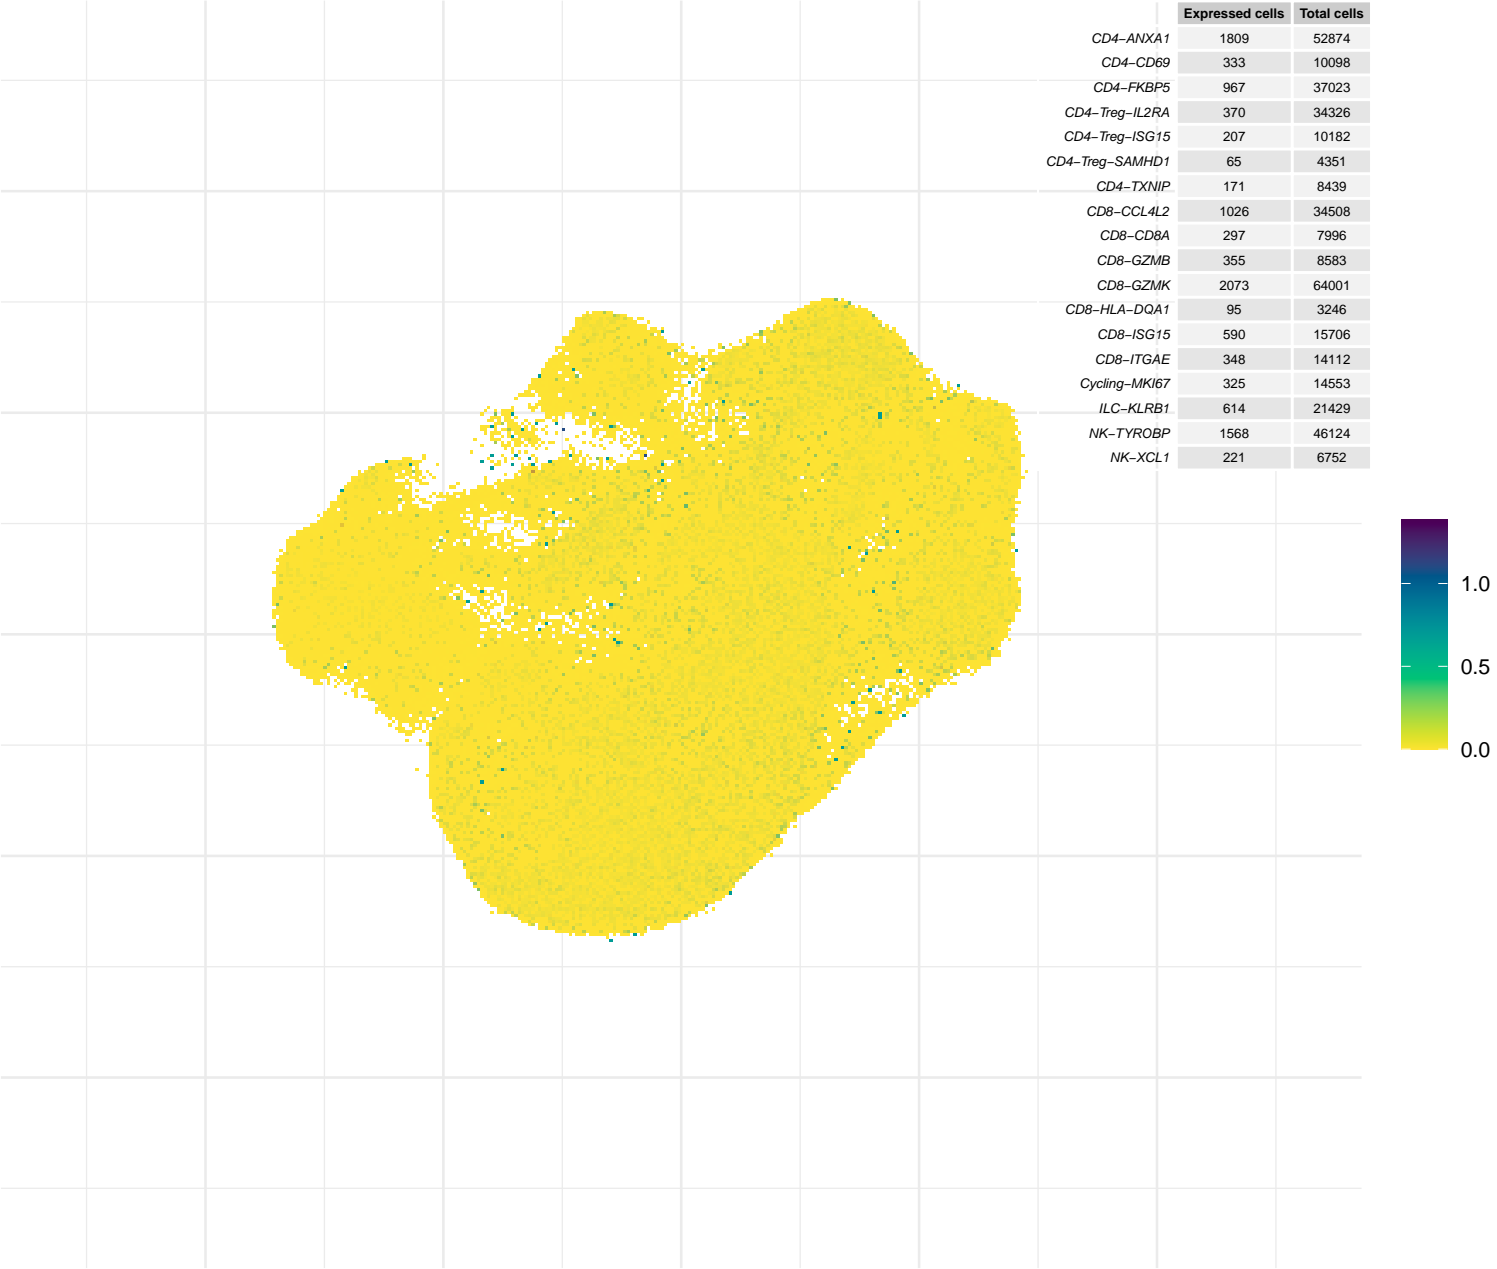 Expressed cells Total cells
CD4−ANXA1 1809 52874
CD4−CD69 333 10098
CD4−FKBP5 967 37023
CD4−Treg−IL2RA 370 34326
CD4−Treg−ISG15 207 10182
CD4−Treg−SAMHD1 65 4351
CD4−TXNIP 171 8439
CD8−CCL4L2 1026 34508
CD8−CD8A 297 7996
CD8−GZMB 355 8583
CD8−GZMK 2073 64001
CD8−HLA−DQA1 95 3246
CD8−ISG15 590 15706
CD8−ITGAE 348 14112
Cycling−MKI67 325 14553
ILC−KLRB1 614 21429
NK−TYROBP 1568 46124
NK−XCL1 221 6752
1.0
0.5
0.0